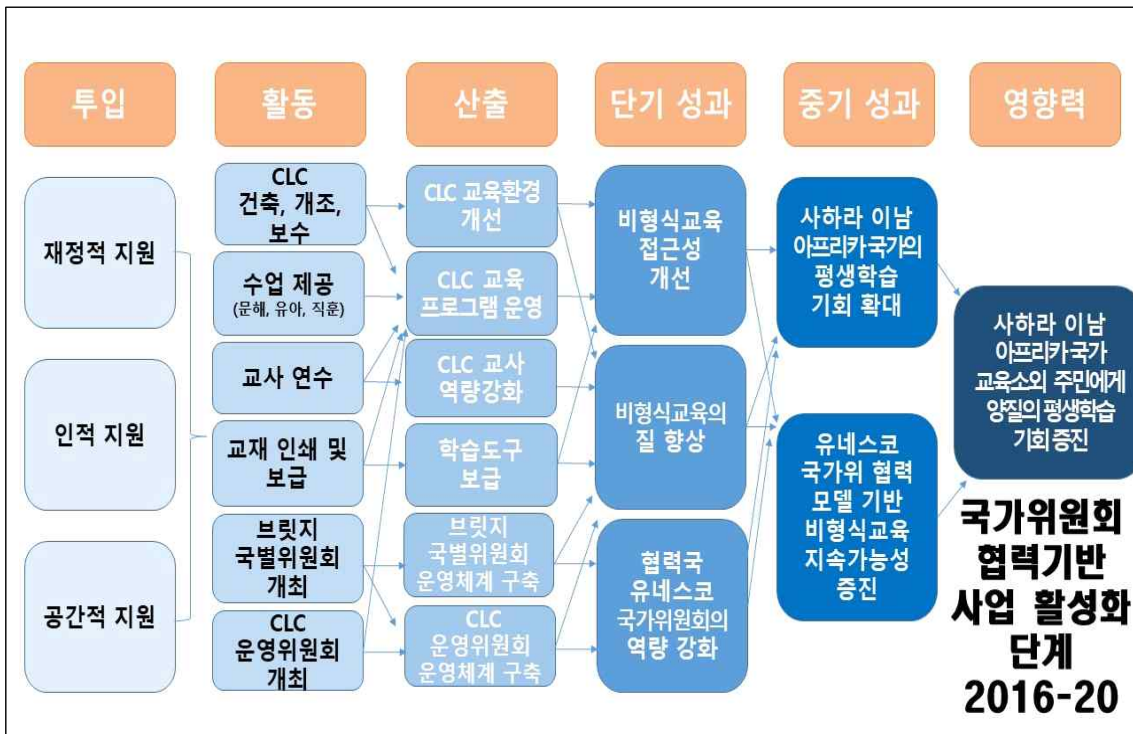 투입
활동
산출
단기 성과
중기 성과
영향력
재정적 지원
인적 지원
공간적 지원
CLC
건축, 개조,
보수
수업 제공
(문해, 유아, 직훈)
교사 연수
교재 인쇄 및
보급
브릿지
국별위원회
개최
CLC
운영위원회
개최
CLC 교육환경
개선
CLC 교육
프로그램 운영
CLC 교사
역량강화
학습도구
보급
브릿지
국별위원회
운영체계 구축
CLC
운영위원회
운영체계 구축
비형식교육
접근성
개선
비형식교육의
질 향상
협력국
유네스코
국가위원회의
역량 강화
사하라 이남
아프리카 국가의
평생학습
기회 확대
유네스코
국가위 협력
모델 기반
비형식교육
지속가능성
증진
사하라 이남
아프리카 국가
교육소외 주민에게
양질의 평생학습
기회 증진
국가위원회
협력기반
사업 활성화
단계
2016-20